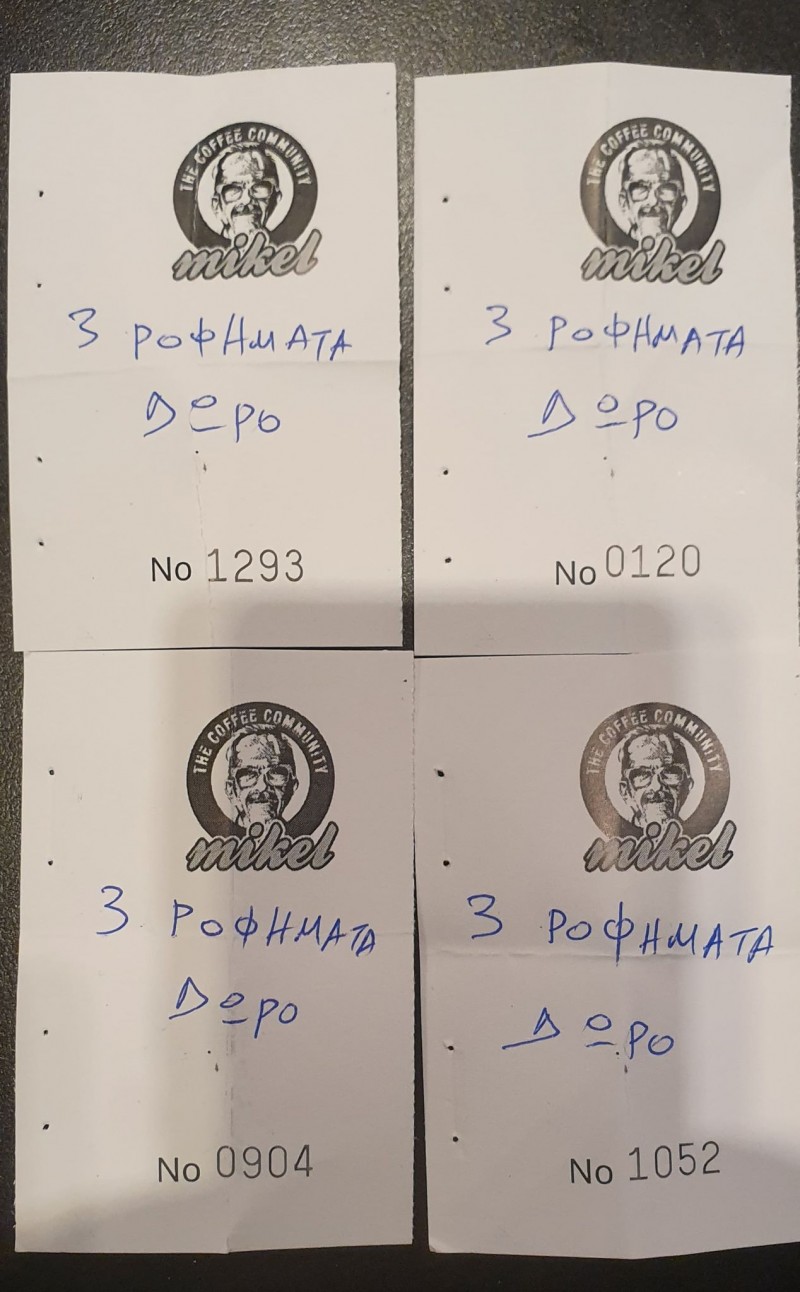 THE COFFEE COMMUNITY
mikel
3 ΡΟΦΗΜΑΤΑ
ΔΩΡΟ
No 1293
THE COFFEE COMMUNITY
mikel
3 ΡΟΦΗΜΑΤΑ
ΔΩΡΟ
No 0120
THE COFFEE COMMUNITY
mikel
3 ΡΟΦΗΜΑΤΑ
ΔΩΡΟ
No 0904
THE COFFEE COMMUNITY
mikel
3 ΡΟΦΗΜΑΤΑ
ΔΩΡΟ
No 1052